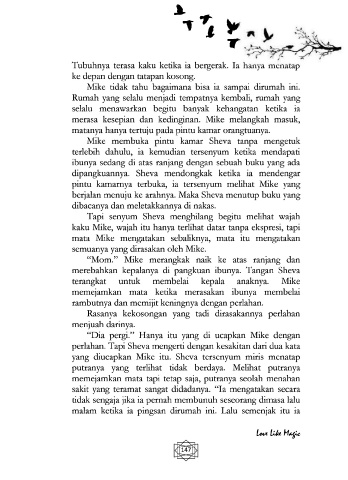 Tubuhnya terasa kaku ketika ia bergerak. Ia hanya menatap
ke depan dengan tatapan kosong.
Mike tidak tahu bagaimana bisa ia sampai dirumah ini.
Rumah yang selalu menjadi tempatnya kembali, rumah yang
selalu menawarkan begitu banyak kehangatan ketika ia
merasa kesepian dan kedinginan. Mike melangkah masuk,
matanya hanya tertuju pada pintu kamar orangtuanya.
Mike membuka pintu kamar Sheva tanpa mengetuk
terlebih dahulu, ia kemudian tersenyum ketika mendapati
ibunya sedang di atas ranjang dengan sebuah buku yang ada
dipangkuannya. Sheva mendongkak ketika ia mendengar
pintu kamarnya terbuka, ia tersenyum melihat Mike yang
berjalan menuju ke arahnya. Maka Sheva menutup buku yang
dibacanya dan meletakkannya di nakas.
Tapi senyum Sheva menghilang begitu melihat wajah
kaku Mike, wajah itu hanya terlihat datar tanpa ekspresi, tapi
mata Mike mengatakan sebaliknya, mata itu mengatakan
semuanya yang dirasakan oleh Mike.
“Mom.” Mike merangkak naik ke atas ranjang dan
merebahkan kepalanya di pangkuan ibunya. Tangan Sheva
terangkat untuk membelai kepala anaknya. Mike
memejamkan mata ketika merasakan ibunya membelai
rambutnya dan memijit keningnya dengan perlahan.
Rasanya kekosongan yang tadi dirasakannya perlahan
menjuah darinya.
“Dia pergi.” Hanya itu yang di ucapkan Mike dengan
perlahan. Tapi Sheva mengerti dengan kesakitan dari dua kata
yang diucapkan Mike itu. Sheva tersenyum miris menatap
putranya yang terlihat tidak berdaya. Melihat putranya
memejamkan mata tapi tetap saja, putranya seolah menahan
sakit yang teramat sangat didadanya. “Ia mengatakan secara
tidak sengaja jika ia pernah membunuh seseorang dimasa lalu
malam ketika ia pingsan dirumah ini. Lalu semenjak itu ia
Love Like Magic
147